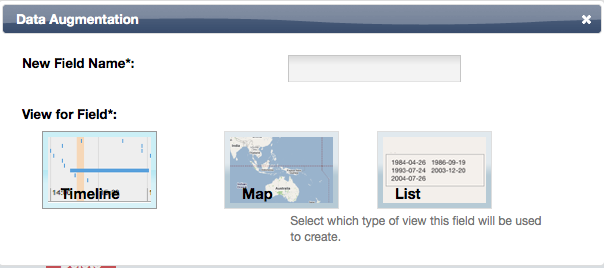 Data Augmentation
New Field Name*:
View for Field*:
Timeline
Map
List
India
Thailand
Australia
1984-04-26 1986-09-19
1993-07-24 2003-12-20
2004-07-26
Select which type of view this field will be used
to create.